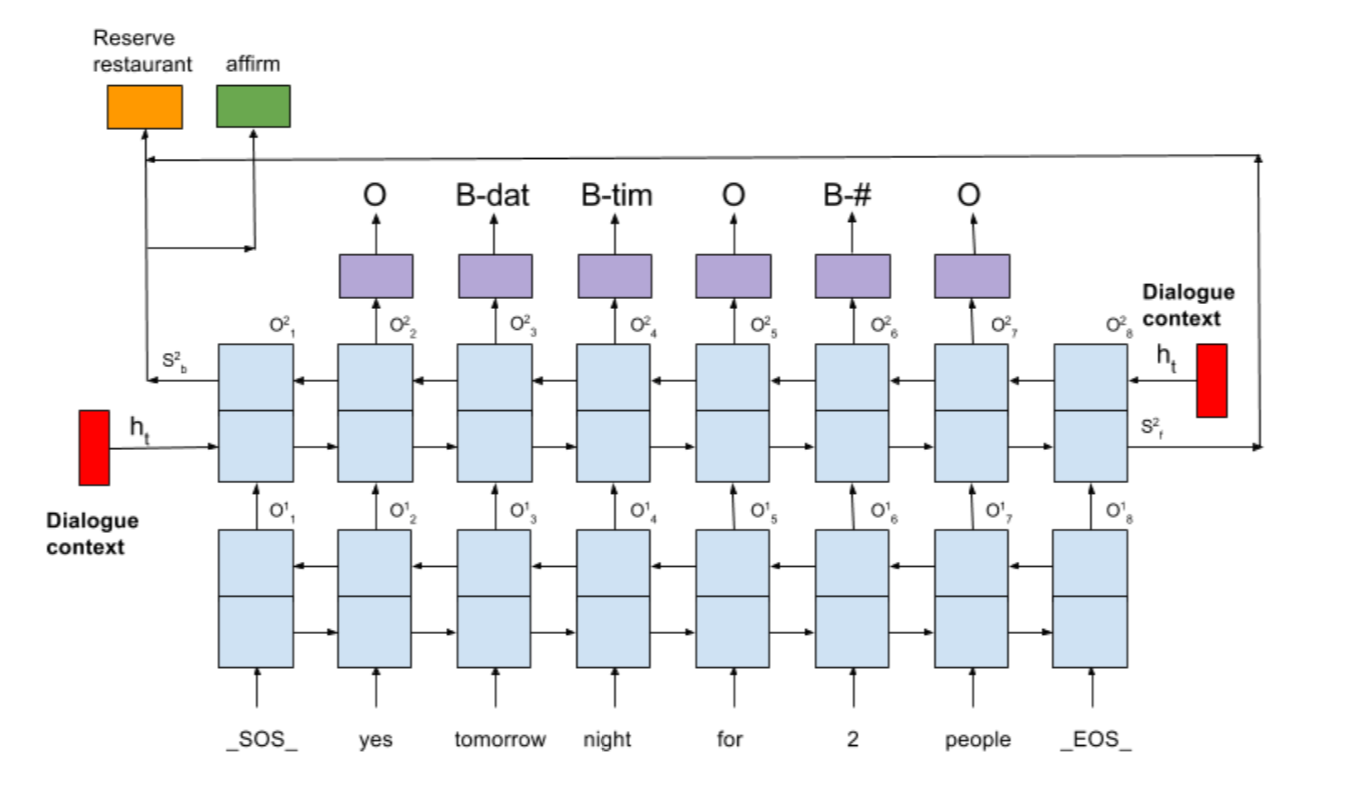 Reserve
restaurant affirm
O B-dat B-tim O B-# O
Dialogue
context
O²₁ O²₂ O²₃ O²₄ O²₅ O²₆ O²₇ O²₈
S²b hₜ
hₜ S²f
Dialogue
context
O¹₁ O¹₂ O¹₃ O¹₄ O¹₅ O¹₆ O¹₇ O¹₈
_SOS_ yes tomorrow night for 2 people _EOS_